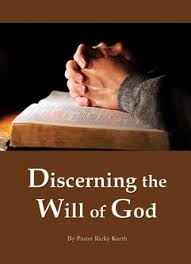 Discerning the
Will of God
By Pastor Ricky Kurth